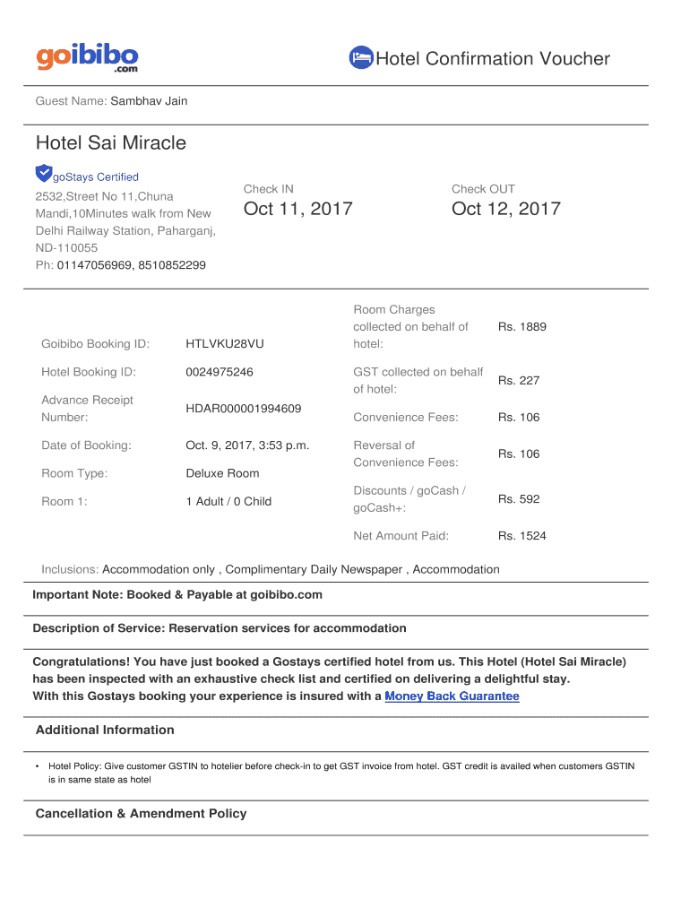 goibibo
.com
Hotel Confirmation Voucher
Guest Name: Sambhav Jain
Hotel Sai Miracle
goStays Certified
2532,Street No 11,Chuna
Mandi,10Minutes walk from New
Delhi Railway Station, Paharganj,
ND-110055
Ph: 01147056969, 8510852299
Check IN
Oct 11, 2017
Check OUT
Oct 12, 2017
Goibibo Booking ID: HTLVKU28VU
Hotel Booking ID: 0024975246
Advance Receipt
Number: HDAR000001994609
Date of Booking: Oct. 9, 2017, 3:53 p.m.
Room Type: Deluxe Room
Room 1: 1 Adult / 0 Child
Room Charges
collected on behalf of
hotel:
Rs. 1889
GST collected on behalf
of hotel:
Rs. 227
Convenience Fees: Rs. 106
Reversal of
Convenience Fees:
Rs. 106
Discounts / goCash /
goCash+:
Rs. 592
Net Amount Paid: Rs. 1524
Inclusions: Accommodation only , Complimentary Daily Newspaper , Accommodation
Important Note: Booked & Payable at goibibo.com
Description of Service: Reservation services for accommodation
Congratulations! You have just booked a Gostays certified hotel from us. This Hotel (Hotel Sai Miracle)
has been inspected with an exhaustive check list and certified on delivering a delightful stay.
With this Gostays booking your experience is insured with a Money Back Guarantee
Additional Information
• Hotel Policy: Give customer GSTIN to hotelier before check-in to get GST invoice from hotel. GST credit is availed when customers GSTIN
is in same state as hotel
Cancellation & Amendment Policy